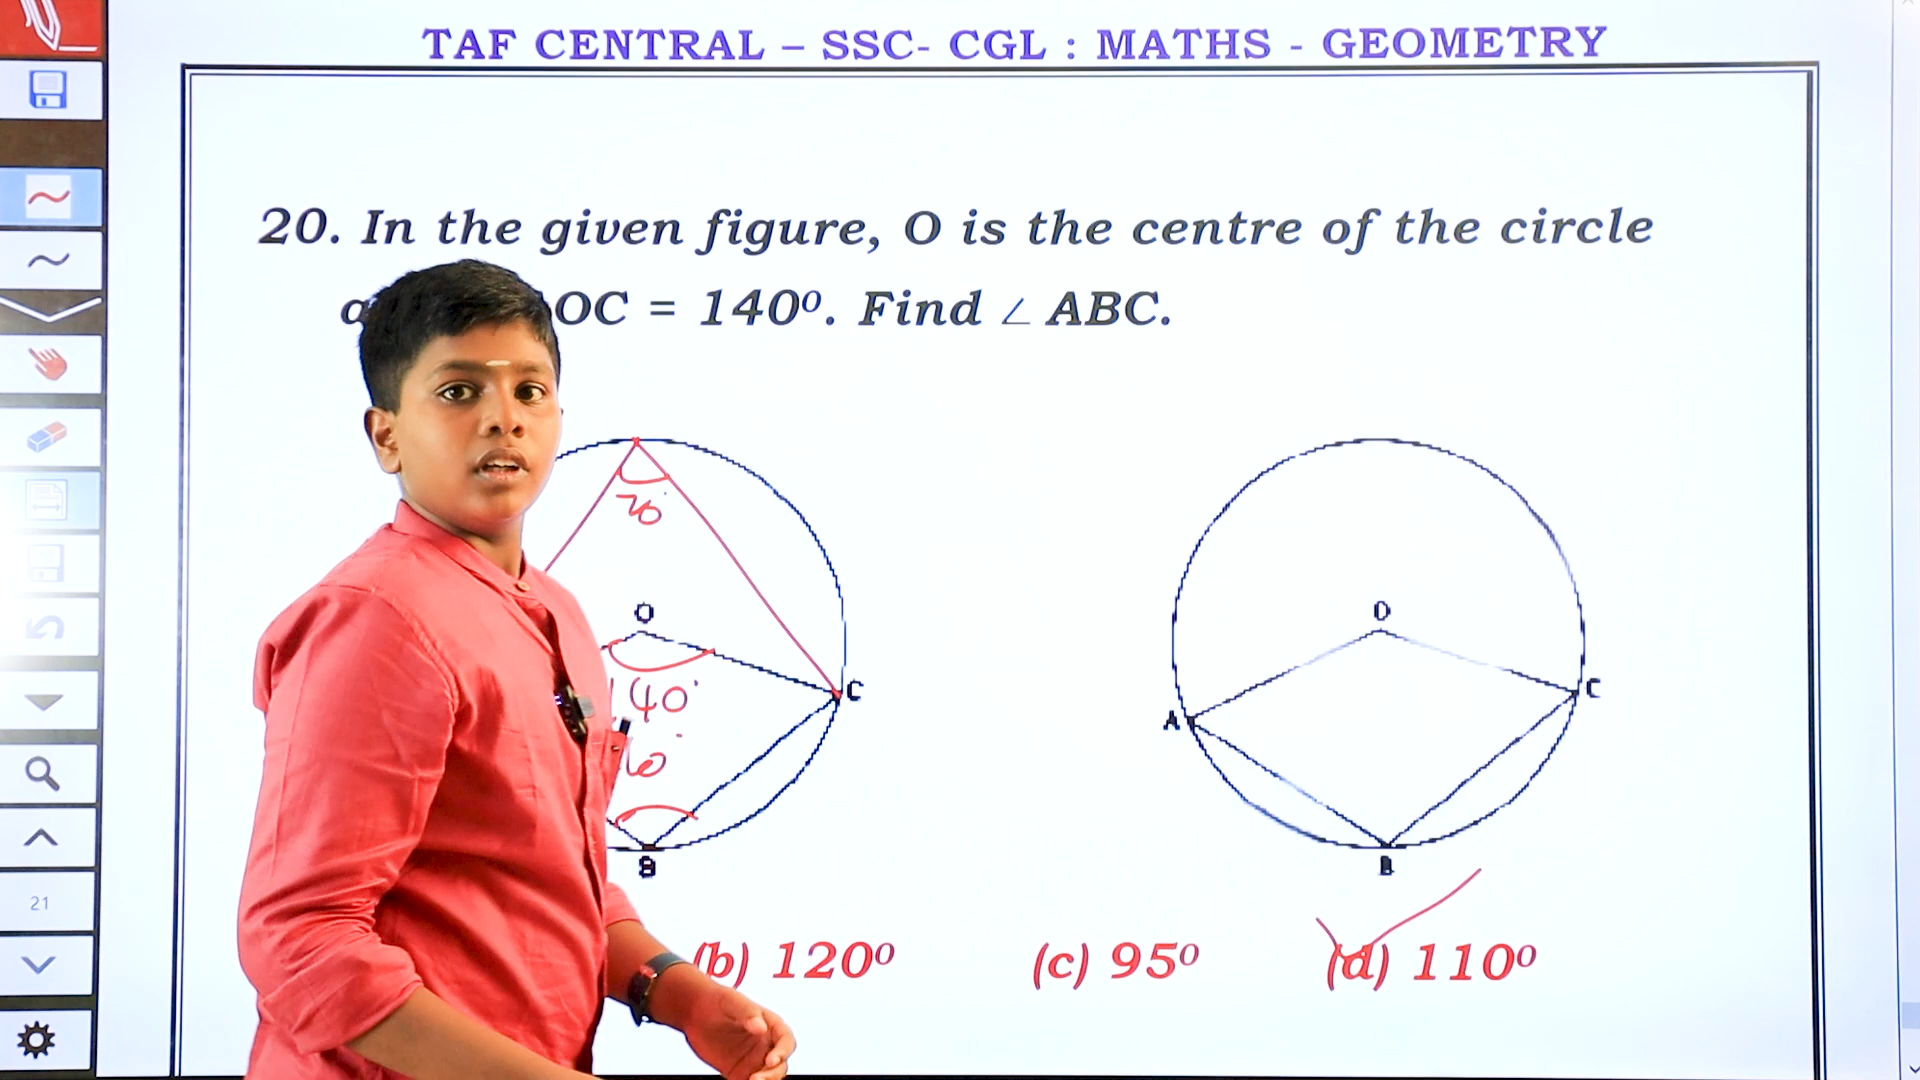 TAF CENTRAL – SSC- CGL : MATHS - GEOMETRY
20. In the given figure, O is the centre of the circle
OC = 140⁰. Find ∠ ABC.
70°
O
O
C
C
140°
A
B
B
(b) 120⁰ (c) 95⁰ (d) 110⁰
21